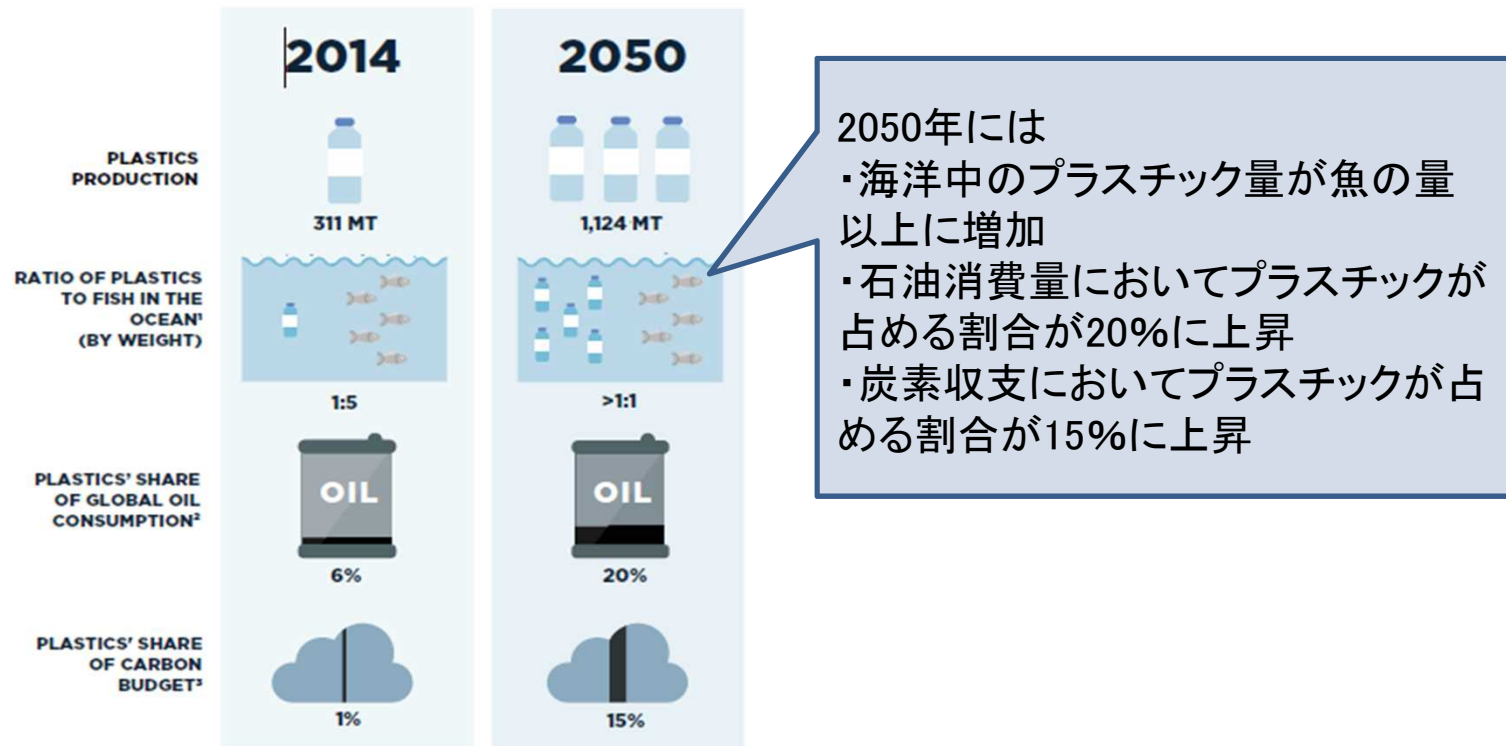 2014
2050
PLASTICS
PRODUCTION
311 MT
1,124 MT
RATIO OF PLASTICS
TO FISH IN THE
OCEAN¹
(BY WEIGHT)
1:5
>1:1
PLASTICS' SHARE
OF GLOBAL OIL
CONSUMPTION²
OIL
OIL
6%
20%
PLASTICS' SHARE
OF CARBON
BUDGET³
1%
15%
2050年には
・海洋中のプラスチック量が魚の量
以上に増加
・石油消費量においてプラスチックが
占める割合が20%に上昇
・炭素収支においてプラスチックが占
める割合が15%に上昇